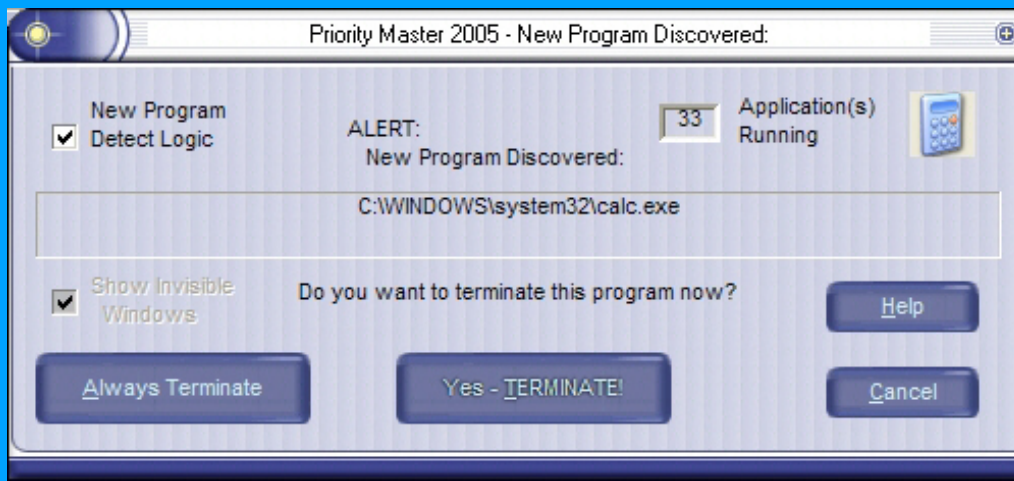 Priority Master 2005 - New Program Discovered:
New Program
Detect Logic
ALERT:
New Program Discovered:
33
Application(s)
Running
C:\WINDOWS\system32\calc.exe
Show Invisible
Windows
Do you want to terminate this program now?
Help
Always Terminate
Yes - TERMINATE!
Cancel